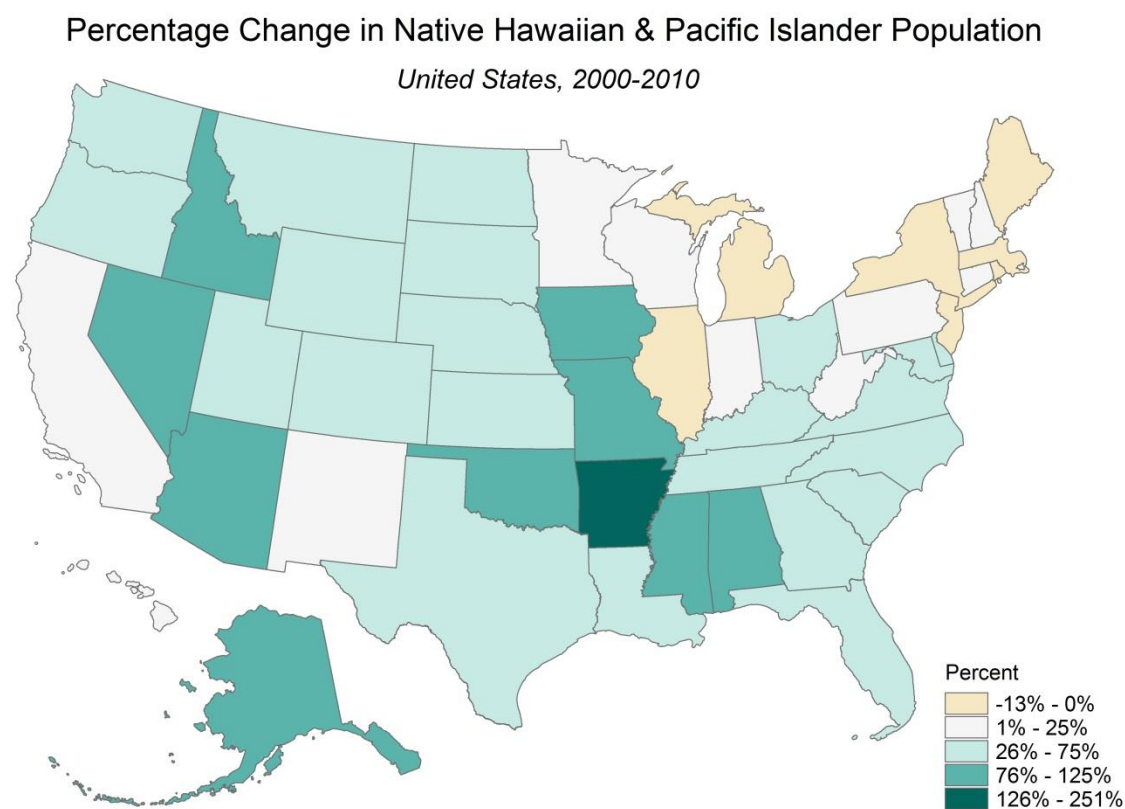 Percentage Change in Native Hawaiian & Pacific Islander Population
United States, 2000-2010
Percent
-13% - 0%
1% - 25%
26% - 75%
76% - 125%
126% - 251%